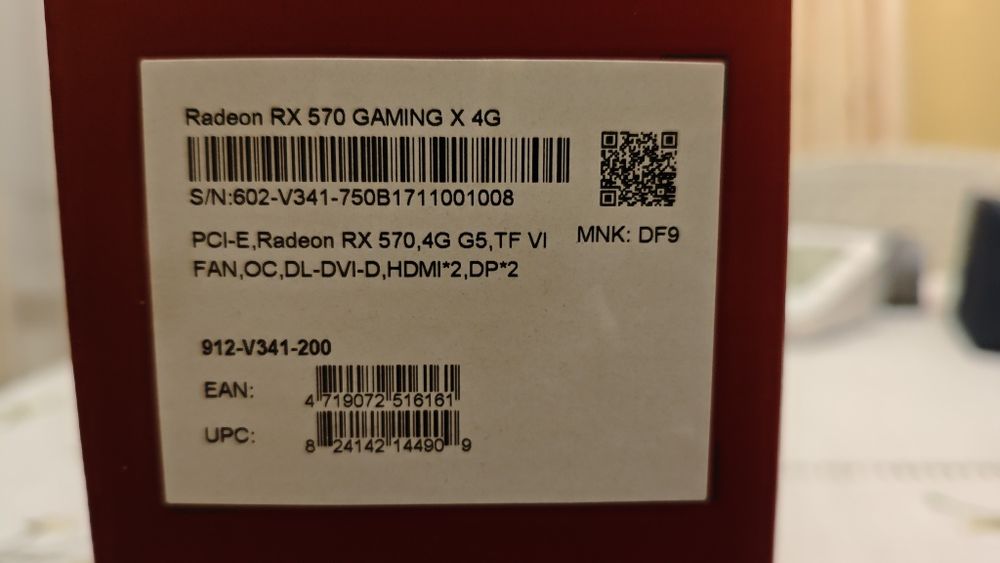 Radeon RX 570 GAMING X 4G
S/N:602-V341-750B1711001008
PCI-E,Radeon RX 570,4G G5,TF VI
MNK: DF9
FAN,OC,DL-DVI-D,HDMI*2,DP*2
912-V341-200
EAN:
4 719072 516161
UPC:
8 24142 14490 9